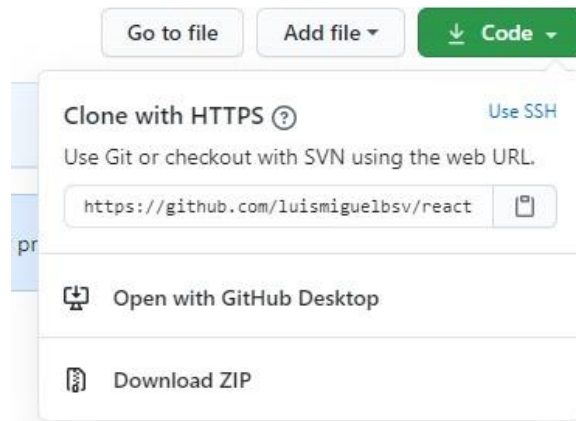 Go to file Add file Code
Clone with HTTPS Use SSH
Use Git or checkout with SVN using the web URL.
https://github.com/luismiguelbsv/react
pr
Open with GitHub Desktop
Download ZIP